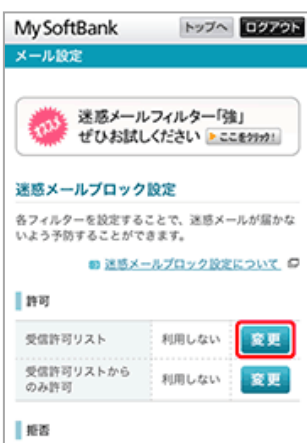 My SoftBank
トップへ
ログアウト
メール設定
オススメ
迷惑メールフィルター「強」
ぜひお試しください
ここをクリック!
迷惑メールブロック設定
各フィルターを設定することで、迷惑メールが届かな
いよう予防することができます。
迷惑メールブロック設定について
許可
受信許可リスト
利用しない
変更
受信許可リストから
のみ許可
利用しない
変更
拒否